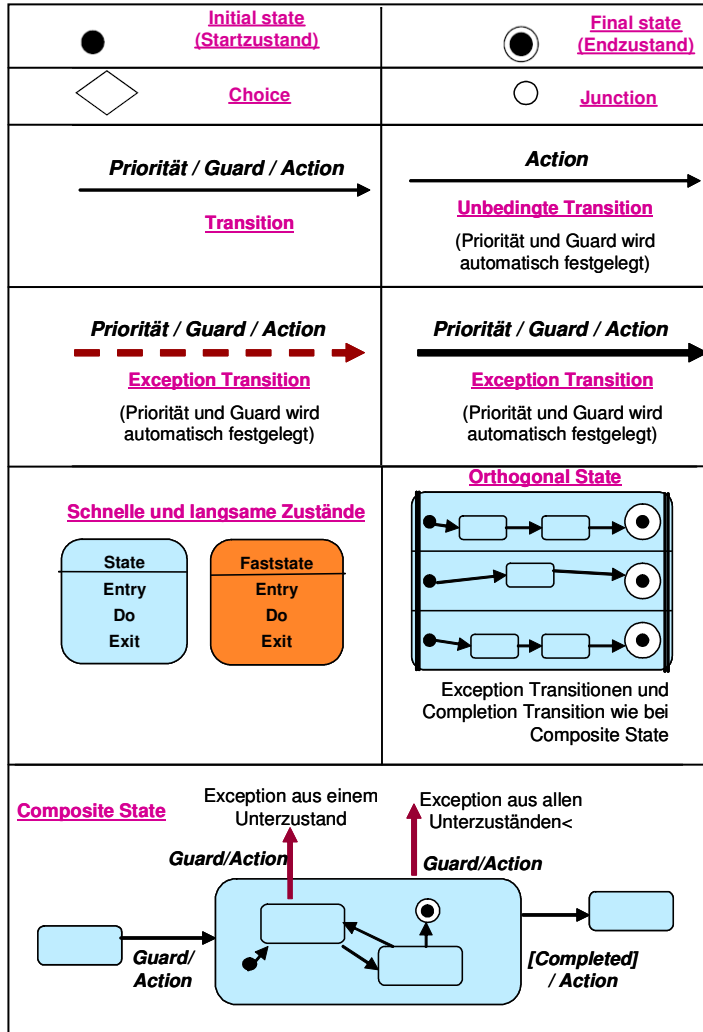 Initial state
(Startzustand)
Final state
(Endzustand)
Choice
Junction
Priorität / Guard / Action
Transition
Action
Unbedingte Transition
(Priorität und Guard wird
automatisch festgelegt)
Priorität / Guard / Action
Exception Transition
(Priorität und Guard wird
automatisch festgelegt)
Priorität / Guard / Action
Exception Transition
(Priorität und Guard wird
automatisch festgelegt)
Schnelle und langsame Zustände
State
Entry
Do
Exit
Faststate
Entry
Do
Exit
Orthogonal State
Exception Transitionen und
Completion Transition wie bei
Composite State
Composite State
Exception aus einem
Unterzustand
Exception aus allen
Unterzuständen<
Guard/Action
Guard/Action
Guard/
Action
[Completed]
/ Action